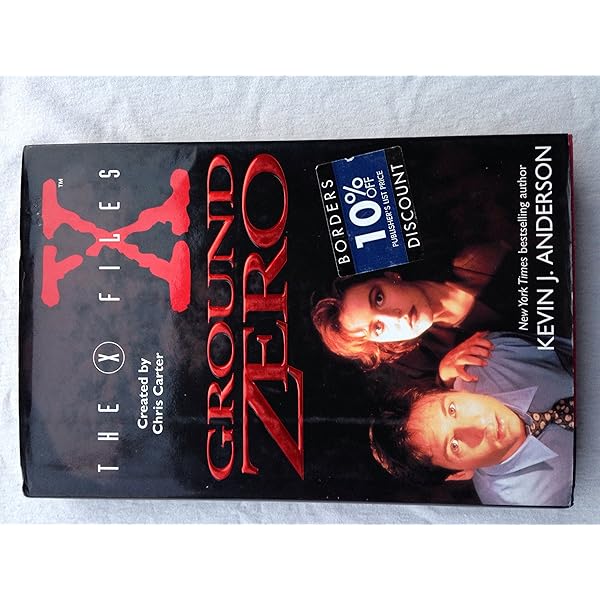 THE X FILES
X™
Created by
Chris Carter
GROUND
ZERO
BORDERS
10%
OFF
PUBLISHER'S LIST PRICE
DISCOUNT
New York Times bestselling author
KEVIN J. ANDERSON